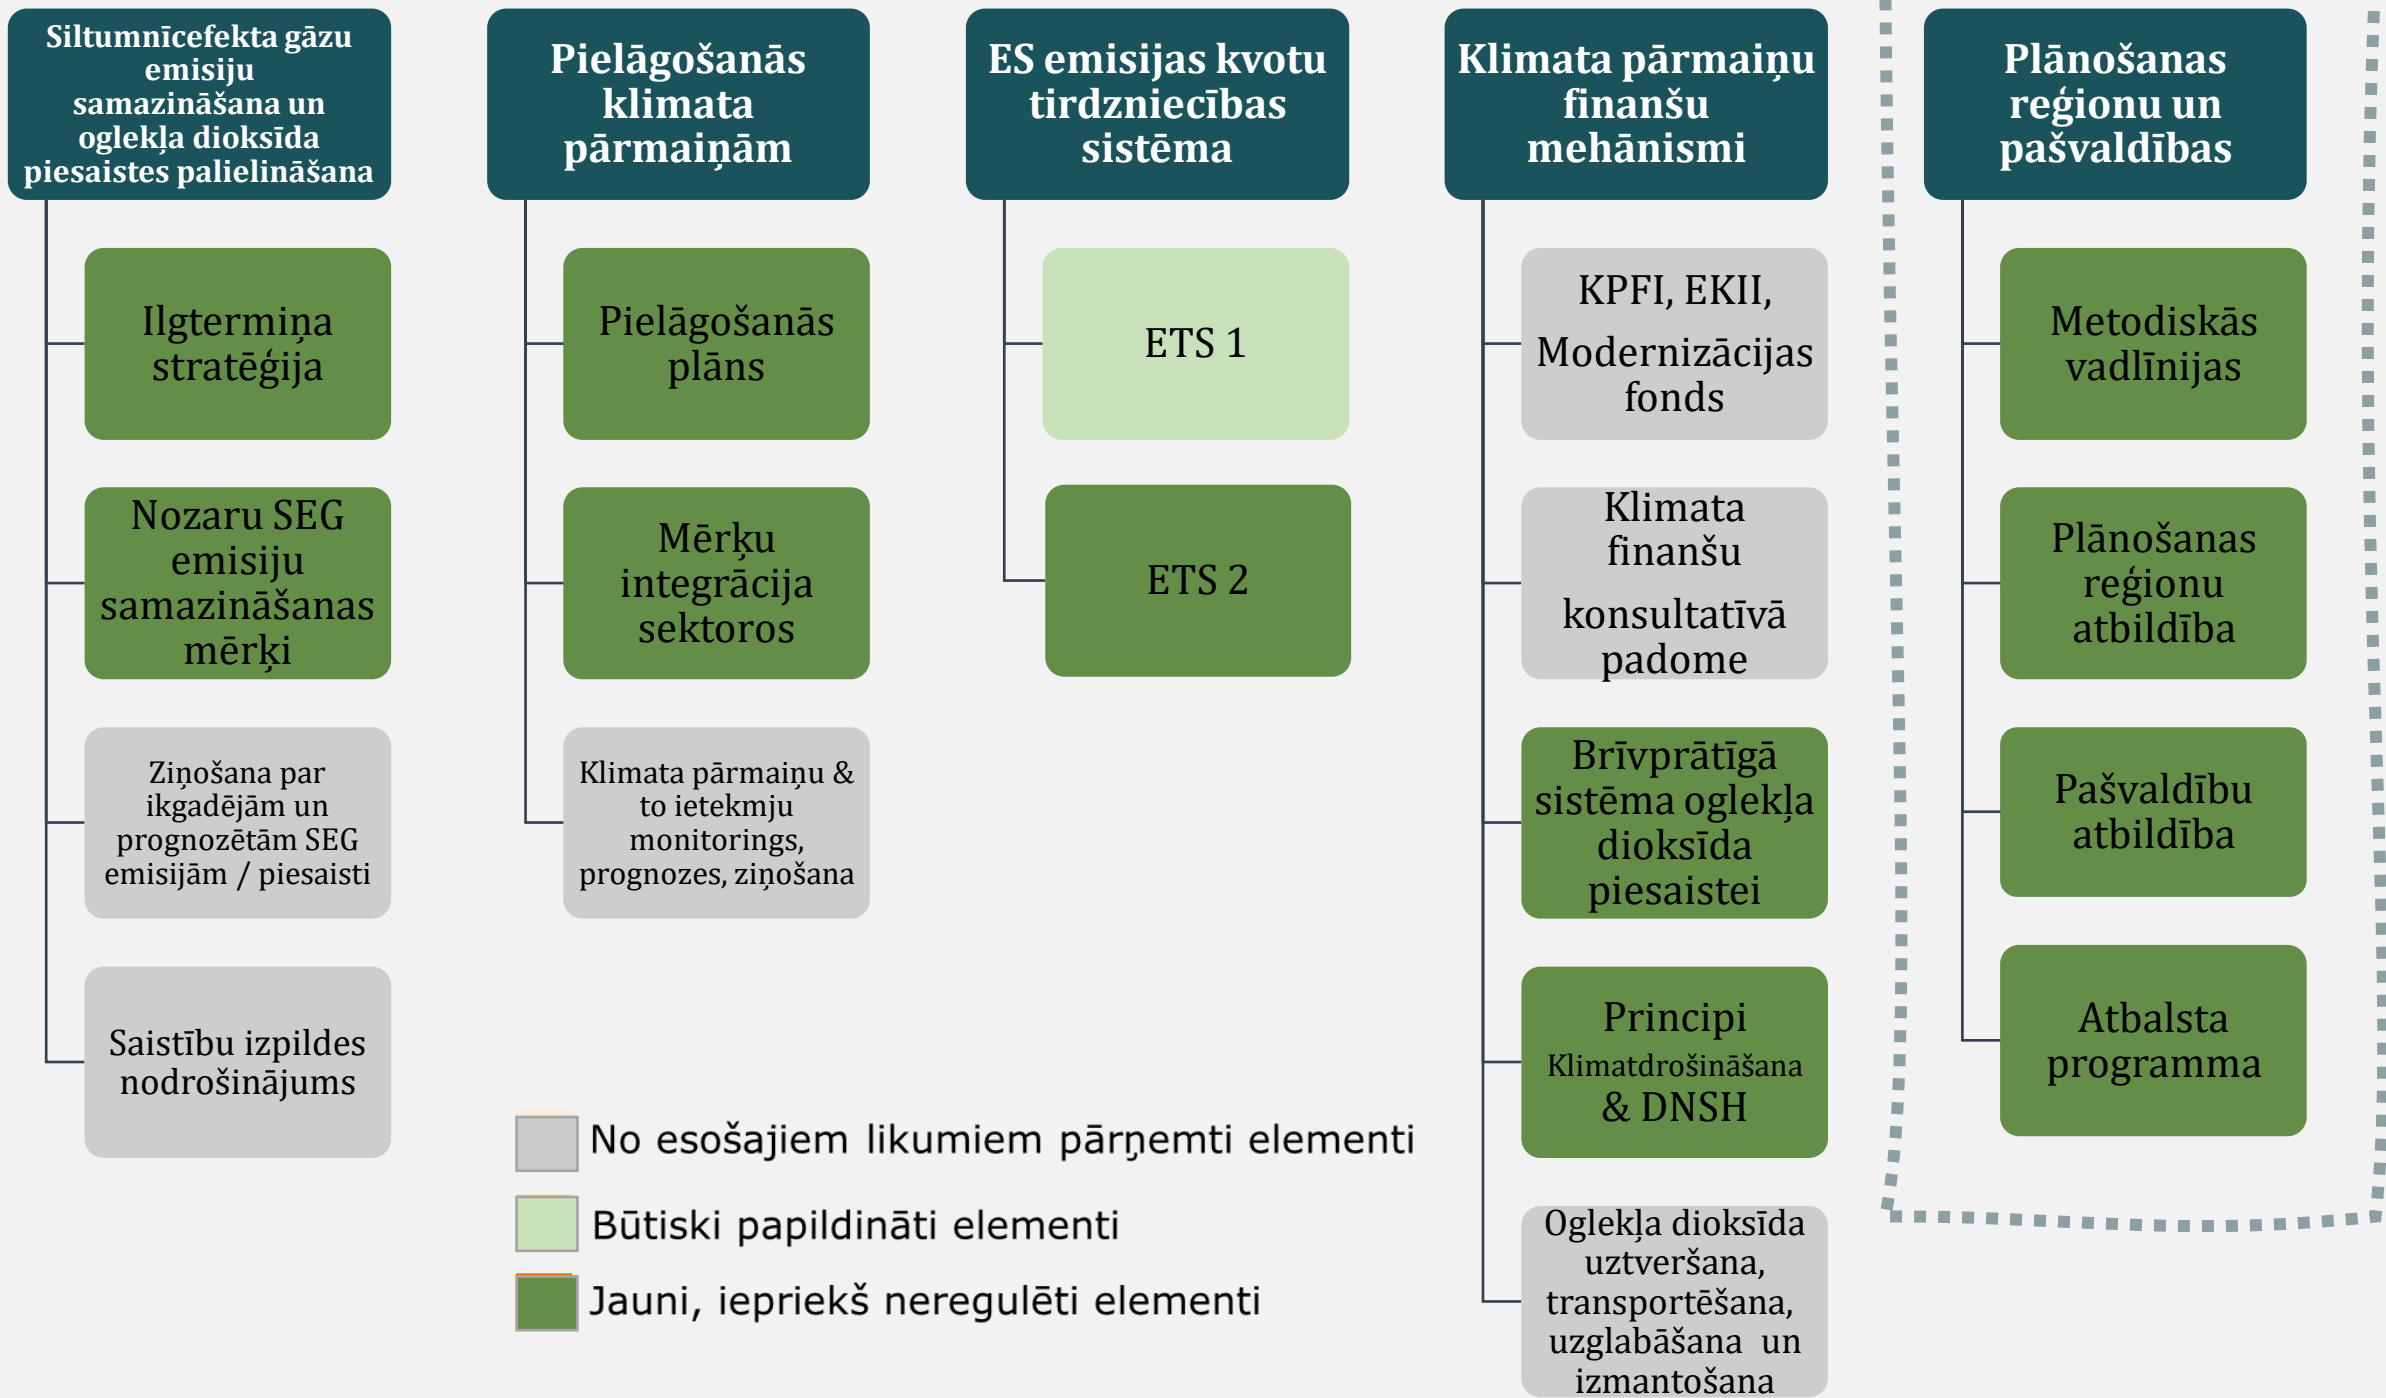 Siltumnīcefekta gāzu
emisiju
samazināšana un
oglekļa dioksīda
piesaistes palielināšana
Ilgtermiņa
stratēģija
Nozaru SEG
emisiju
samazināšanas
mērķi
Ziņošana par
ikgadējām un
prognozētām SEG
emisijām / piesaisti
Saistību izpildes
nodrošinājums
Pielāgošanās
klimata
pārmaiņām
Pielāgošanās
plāns
Mērķu
integrācija
sektoros
Klimata pārmaiņu &
to ietekmju
monitorings,
prognozes, ziņošana
ES emisijas kvotu
tirdzniecības
sistēma
ETS 1
ETS 2
Klimata pārmaiņu
finanšu
mehānismi
KPFI, EKII,
Modernizācijas
fonds
Klimata
finanšu
konsultatīvā
padome
Brīvprātīgā
sistēma oglekļa
dioksīda
piesaistei
Principi
Klimatdrošināšana
& DNSH
Oglekļa dioksīda
uztveršana,
transportēšana,
uzglabāšana un
izmantošana
Plānošanas
reģionu un
pašvaldības
Metodiskās
vadlīnijas
Plānošanas
reģionu
atbildība
Pašvaldību
atbildība
Atbalsta
programma
No esošajiem likumiem pārņemti elementi
Būtiski papildināti elementi
Jauni, iepriekš neregulēti elementi